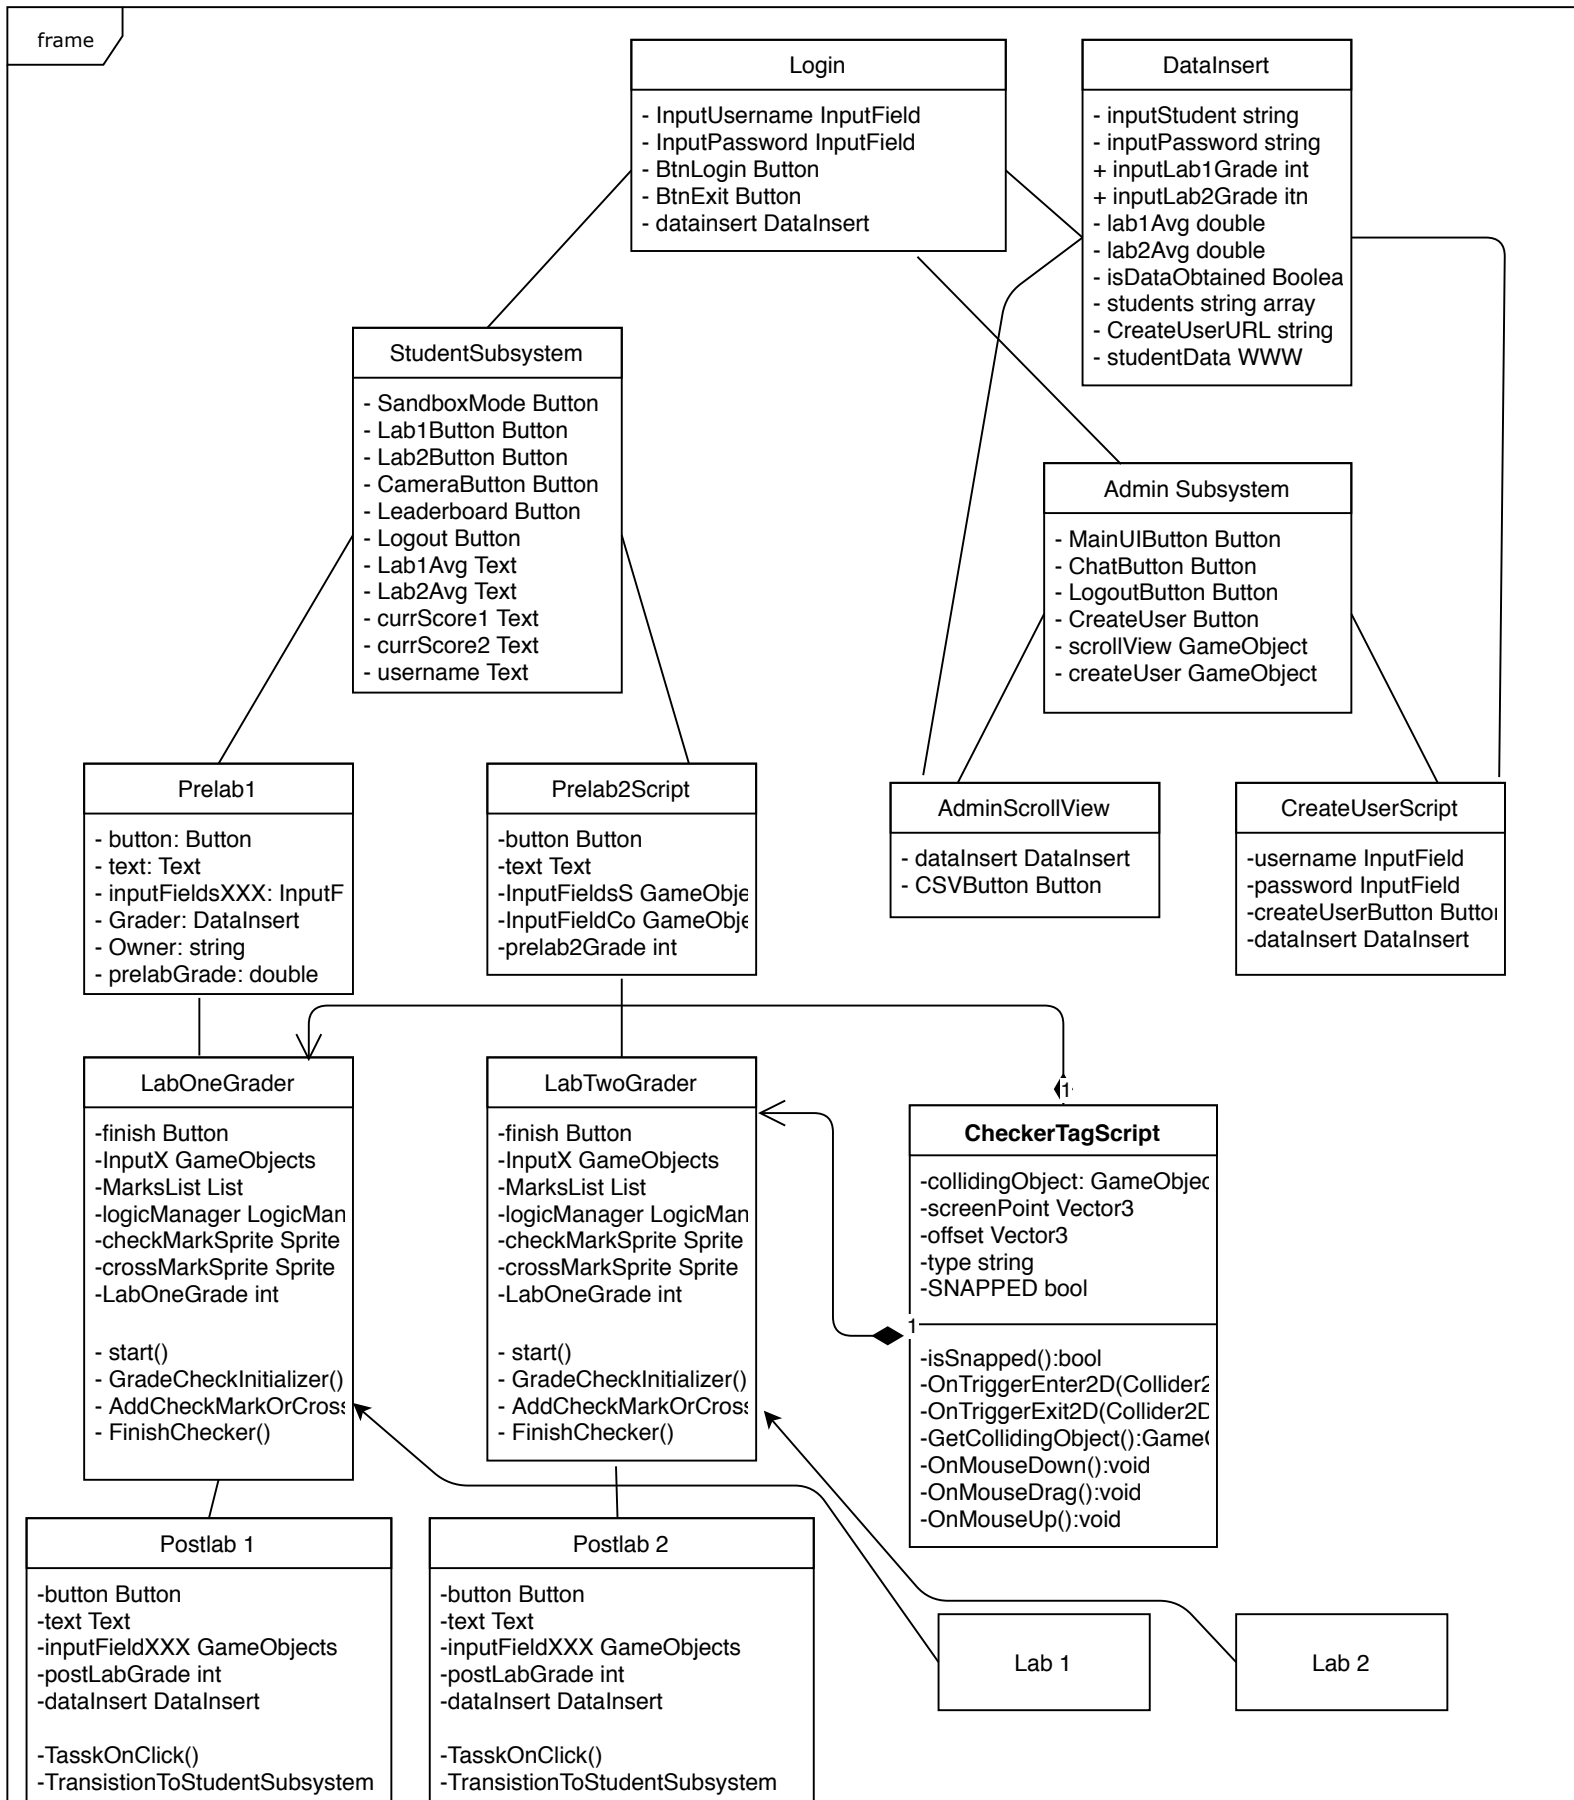 frame
Login
- InputUsername InputField
- InputPassword InputField
- BtnLogin Button
- BtnExit Button
- datainsert DataInsert
DataInsert
- inputStudent string
- inputPassword string
+ inputLab1Grade int
+ inputLab2Grade itn
- lab1Avg double
- lab2Avg double
- isDataObtained Boolea
- students string array
- CreateUserURL string
- studentData WWW
StudentSubsystem
- SandboxMode Button
- Lab1Button Button
- Lab2Button Button
- CameraButton Button
- Leaderboard Button
- Logout Button
- Lab1Avg Text
- Lab2Avg Text
- currScore1 Text
- currScore2 Text
- username Text
Admin Subsystem
- MainUIButton Button
- ChatButton Button
- LogoutButton Button
- CreateUser Button
- scrollView GameObject
- createUser GameObject
Prelab1
- button: Button
- text: Text
- inputFieldsXXX: InputF
- Grader: DataInsert
- Owner: string
- prelabGrade: double
Prelab2Script
-button Button
-text Text
-InputFieldsS GameObje
-InputFieldCo GameObje
-prelab2Grade int
AdminScrollView
- dataInsert DataInsert
- CSVButton Button
CreateUserScript
-username InputField
-password InputField
-createUserButton Button
-dataInsert DataInsert
LabOneGrader
-finish Button
-InputX GameObjects
-MarksList List
-logicManager LogicMan
-checkMarkSprite Sprite
-crossMarkSprite Sprite
-LabOneGrade int
- start()
- GradeCheckInitializer()
- AddCheckMarkOrCross
- FinishChecker()
LabTwoGrader
-finish Button
-InputX GameObjects
-MarksList List
-logicManager LogicMan
-checkMarkSprite Sprite
-crossMarkSprite Sprite
-LabOneGrade int
- start()
- GradeCheckInitializer()
- AddCheckMarkOrCross
- FinishChecker()
1
CheckerTagScript
-collidingObject: GameObjec
-screenPoint Vector3
-offset Vector3
-type string
-SNAPPED bool
1
-isSnapped():bool
-OnTriggerEnter2D(Collider2
-OnTriggerExit2D(Collider2D
-GetCollidingObject():GameO
-OnMouseDown():void
-OnMouseDrag():void
-OnMouseUp():void
Postlab 1
-button Button
-text Text
-inputFieldXXX GameObjects
-postLabGrade int
-dataInsert DataInsert
-TasskOnClick()
-TransistionToStudentSubsystem
Postlab 2
-button Button
-text Text
-inputFieldXXX GameObjects
-postLabGrade int
-dataInsert DataInsert
-TasskOnClick()
-TransistionToStudentSubsystem
Lab 1
Lab 2